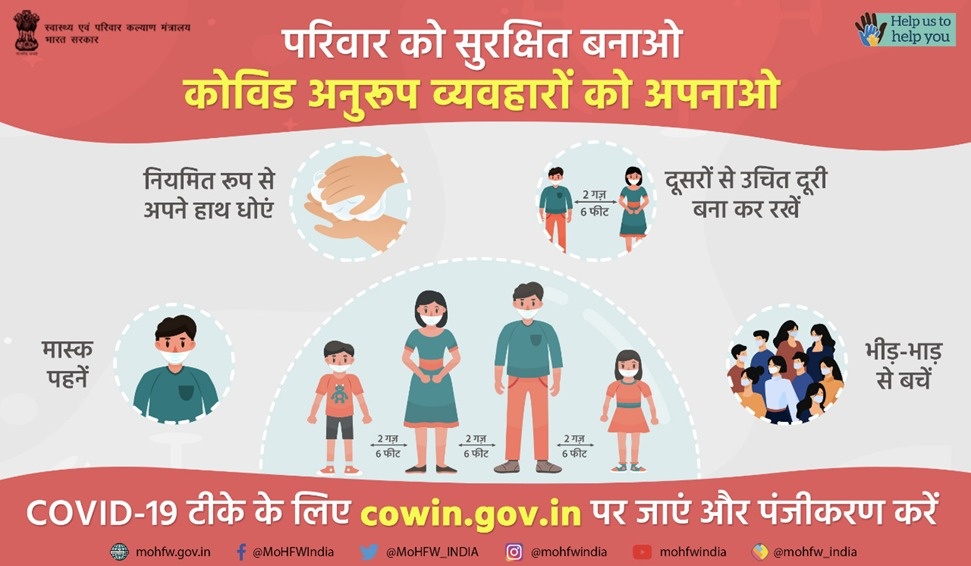 स्वास्थ्य एवं परिवार कल्याण मंत्रालय
भारत सरकार
Help us to
help you
परिवार को सुरक्षित बनाओ
कोविड अनुरूप व्यवहारों को अपनाओ
नियमित रूप से
अपने हाथ धोएं
2 गज़
6 फीट
दूसरों से उचित दूरी
बना कर रखें
मास्क
पहनें
2 गज़
6 फीट
2 गज़
6 फीट
2 गज़
6 फीट
भीड़-भाड़
से बचें
COVID-19 टीके के लिए cowin.gov.in पर जाएं और पंजीकरण करें
mohfw.gov.in @MoHFWIndia @MoHFW_INDIA @mohfwindia mohfwindia @mohfw_india